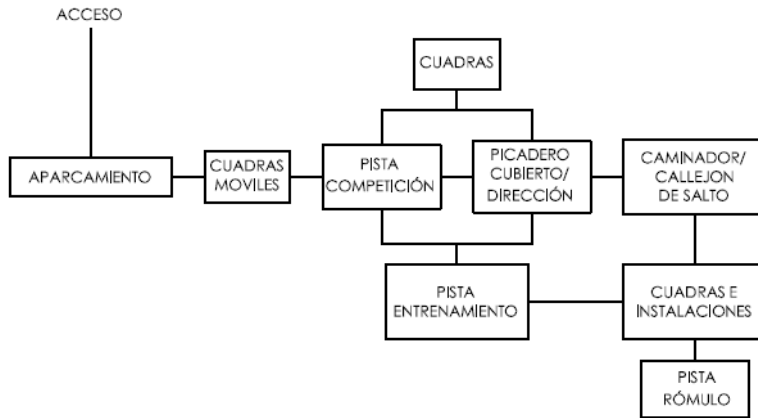 ACCESO
CUADRAS
APARCAMIENTO
CUADRAS
MOVILES
PISTA
COMPETICIÓN
PICADERO
CUBIERTO/
DIRECCIÓN
CAMINADOR/
CALLEJON
DE SALTO
PISTA
ENTRENAMIENTO
CUADRAS E
INSTALACIONES
PISTA
RÓMULO